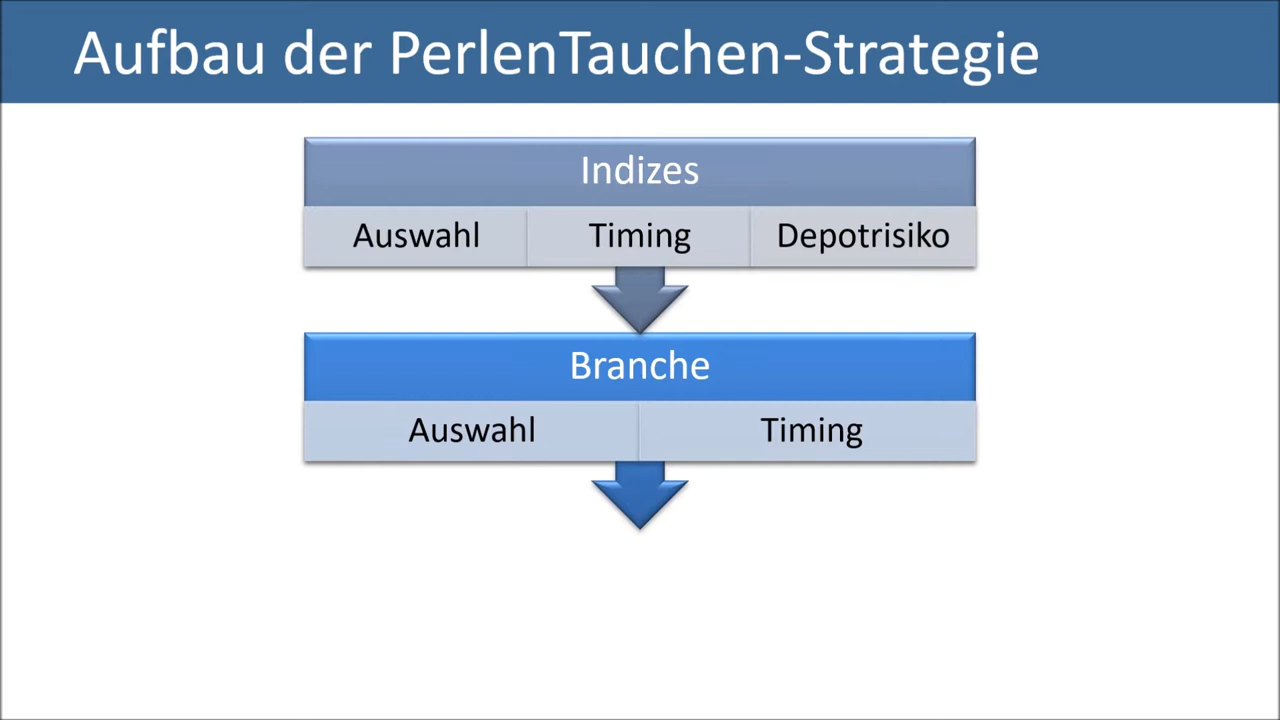 Aufbau der PerlenTauchen-Strategie
Indizes
Auswahl Timing Depotrisiko
Branche
Auswahl Timing